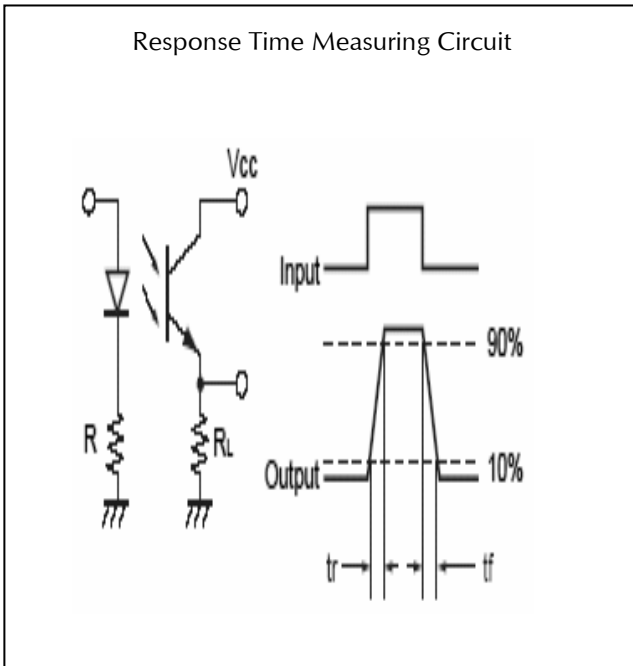 Response Time Measuring Circuit
Vcc
Input
90%
R
RL
Output
10%
tr
tf